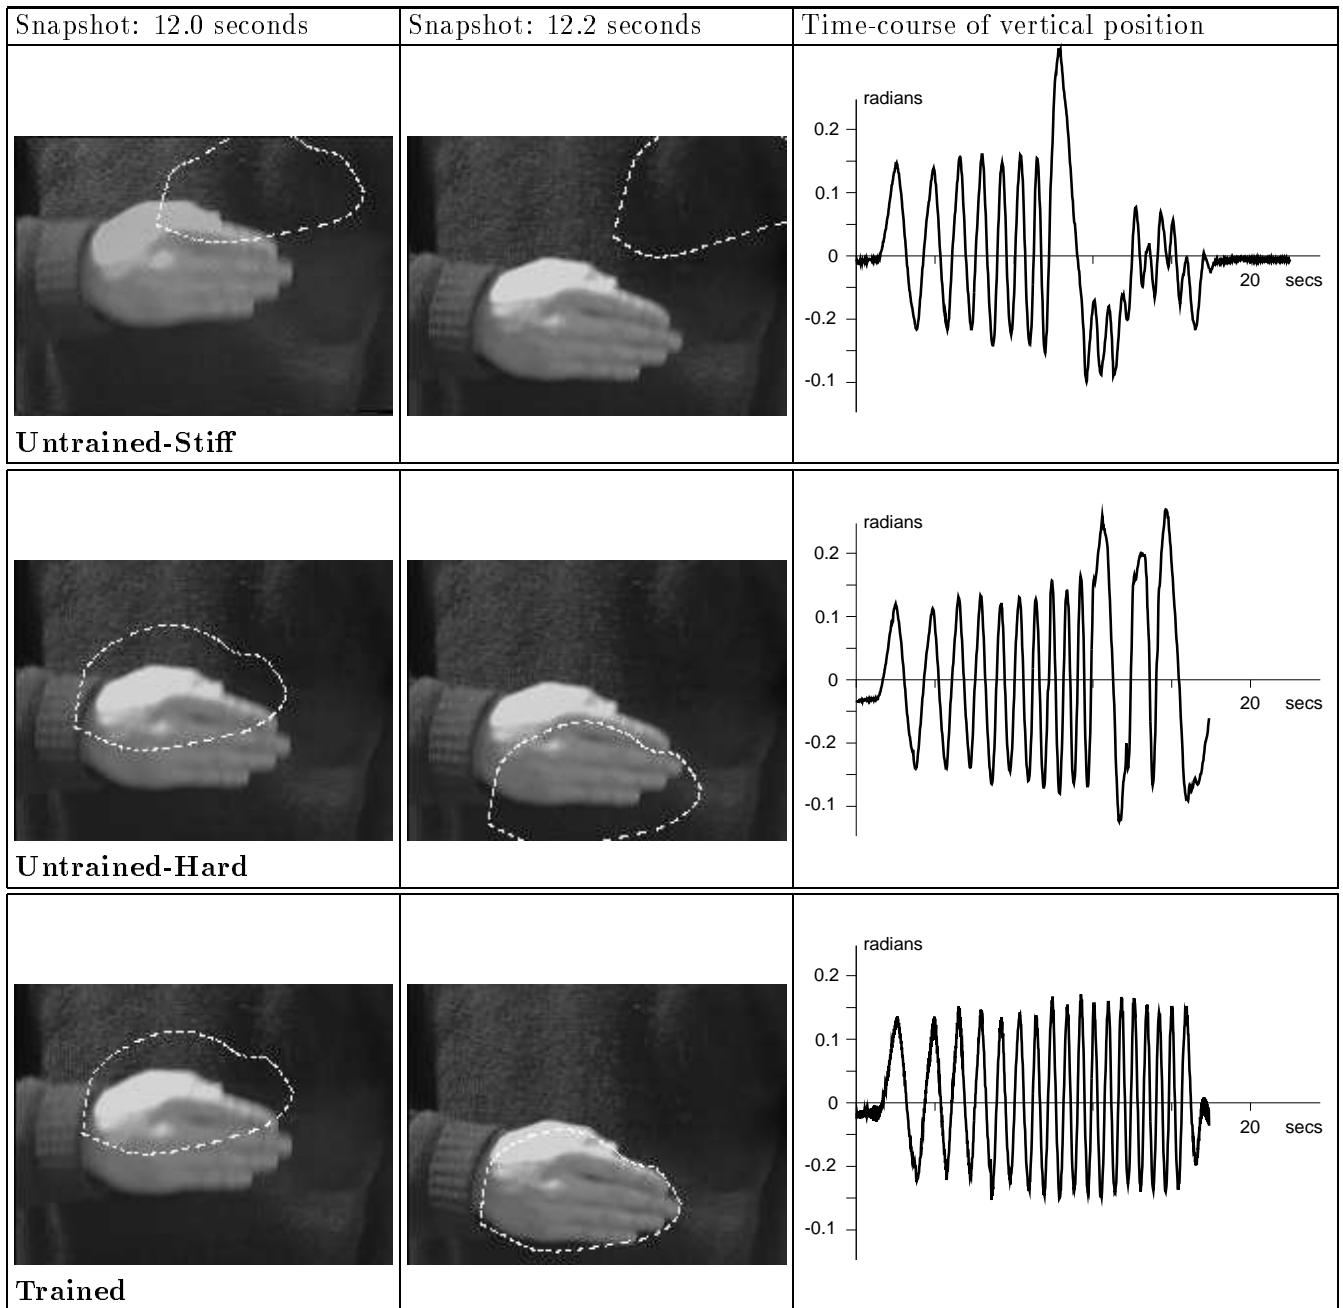 Snapshot: 12.0 seconds
Snapshot: 12.2 seconds
Time-course of vertical position
radians
0.2
0.1
0
20 secs
-0.2
-0.1
Untrained-Stiff
radians
0.2
0.1
0
20 secs
-0.2
-0.1
Untrained-Hard
radians
0.2
0.1
0
20 secs
-0.2
-0.1
Trained